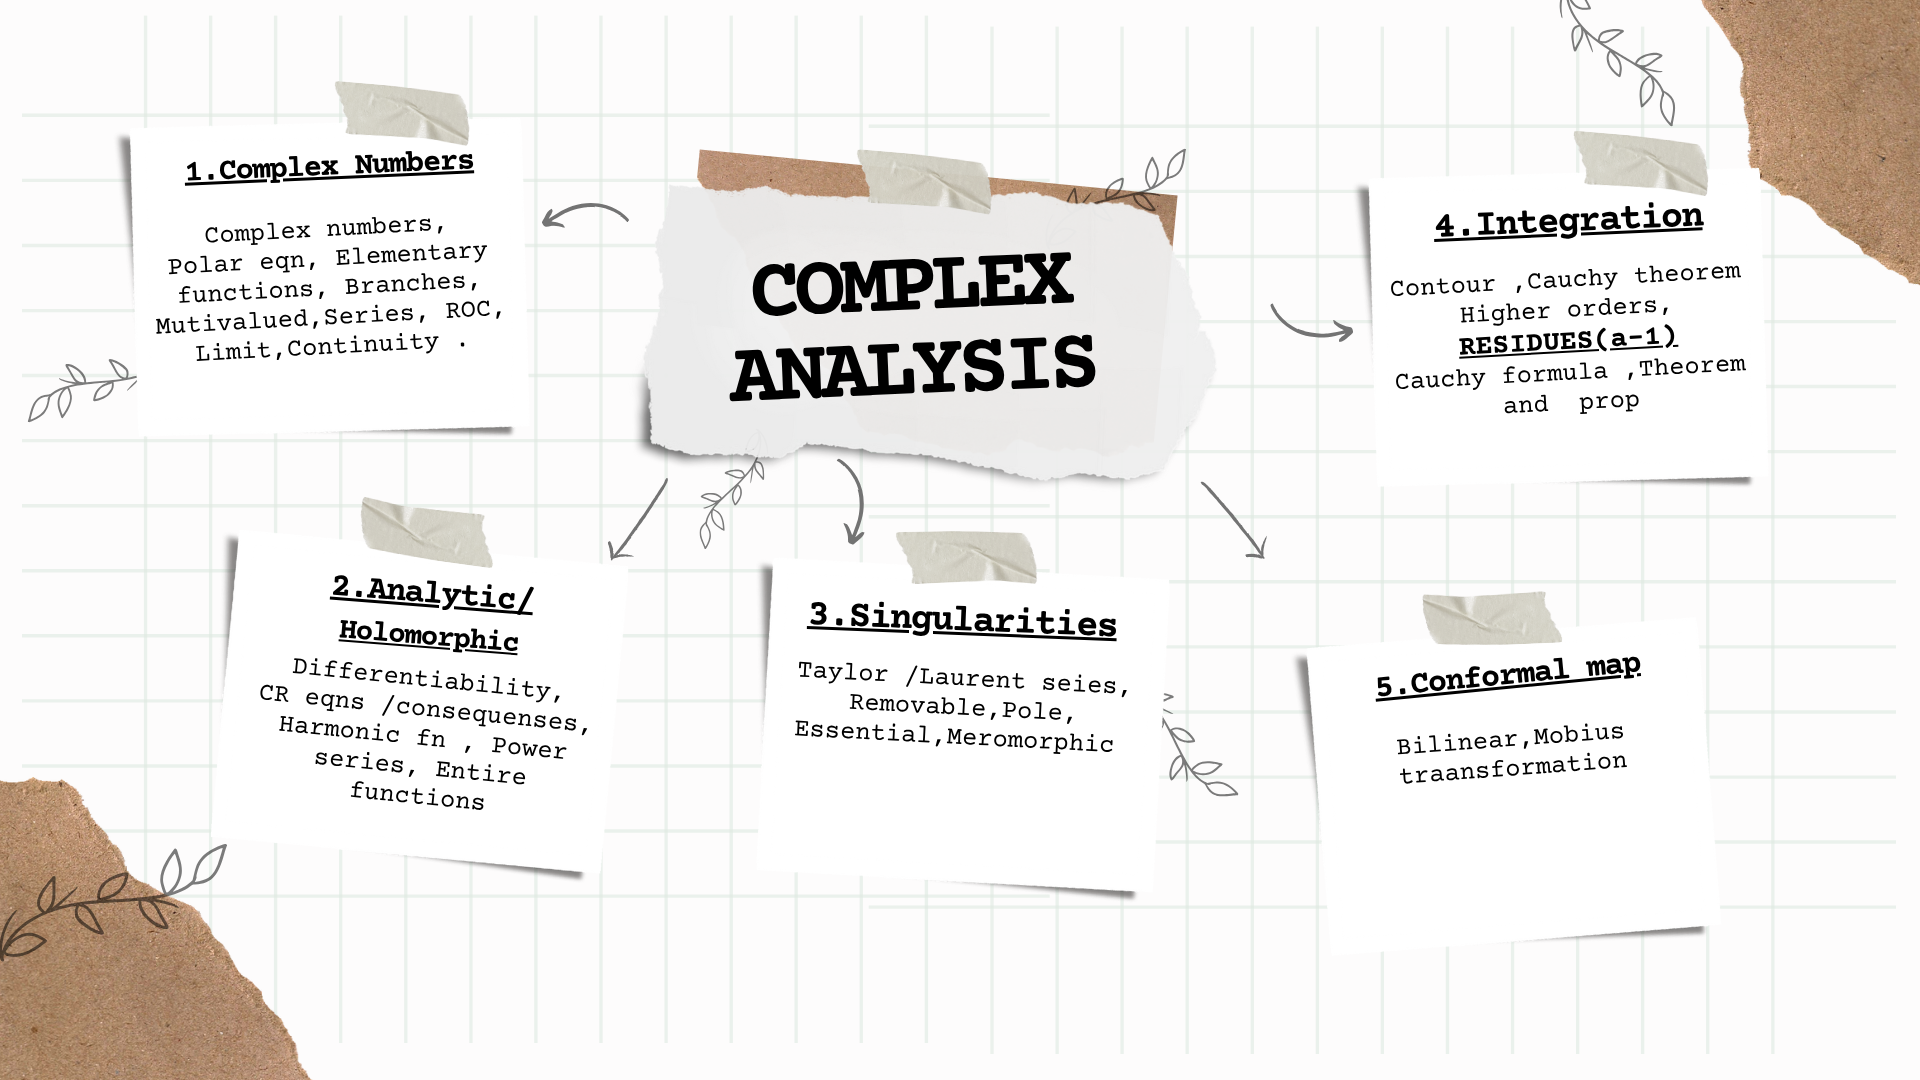 COMPLEX
ANALYSIS
1.Complex Numbers
Complex numbers,
Polar eqn, Elementary
functions, Branches,
Mutivalued,Series, ROC,
Limit,Continuity .
2.Analytic/
Holomorphic
Differentiability,
CR eqns /consequenses,
Harmonic fn , Power
series, Entire
functions
3.Singularities
Taylor /Laurent seies,
Removable,Pole,
Essential,Meromorphic
4.Integration
Contour ,Cauchy theorem
Higher orders,
RESIDUES(a-1)
Cauchy formula ,Theorem
and prop
5.Conformal map
Bilinear,Mobius
traansformation